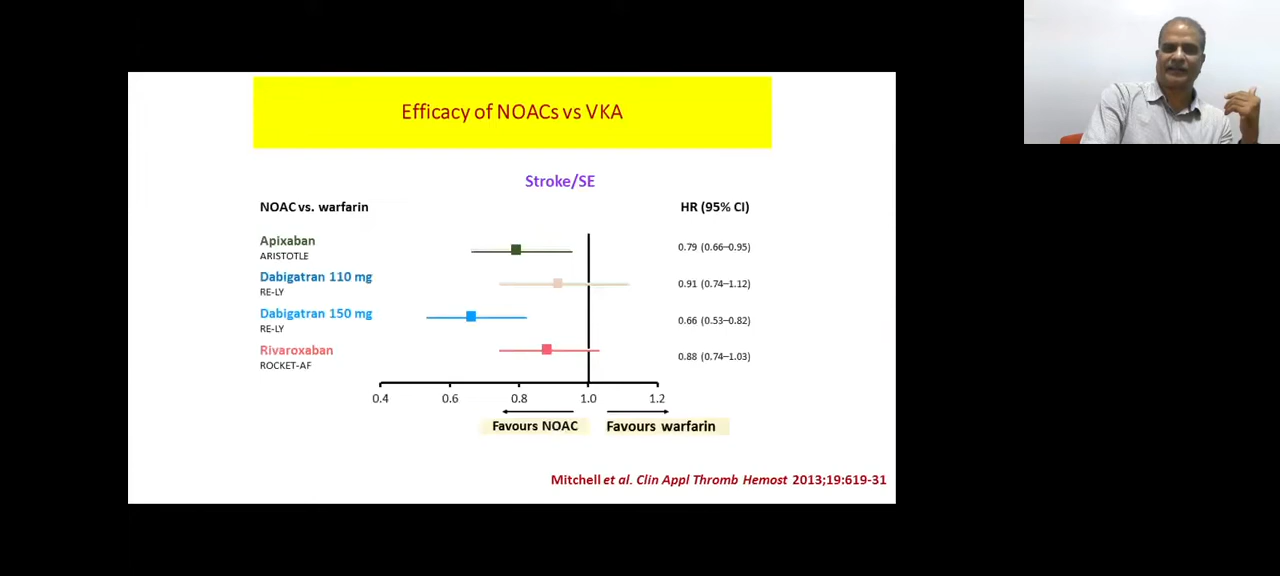 Efficacy of NOACs vs VKA
Stroke/SE
NOAC vs. warfarin HR (95% CI)
Apixaban
ARISTOTLE
0.79 (0.66–0.95)
Dabigatran 110 mg
RE-LY
0.91 (0.74–1.12)
Dabigatran 150 mg
RE-LY
0.66 (0.53–0.82)
Rivaroxaban
ROCKET-AF
0.88 (0.74–1.03)
0.4 0.6 0.8 1.0 1.2
Favours NOAC Favours warfarin
Mitchell et al. Clin Appl Thromb Hemost 2013;19:619-31